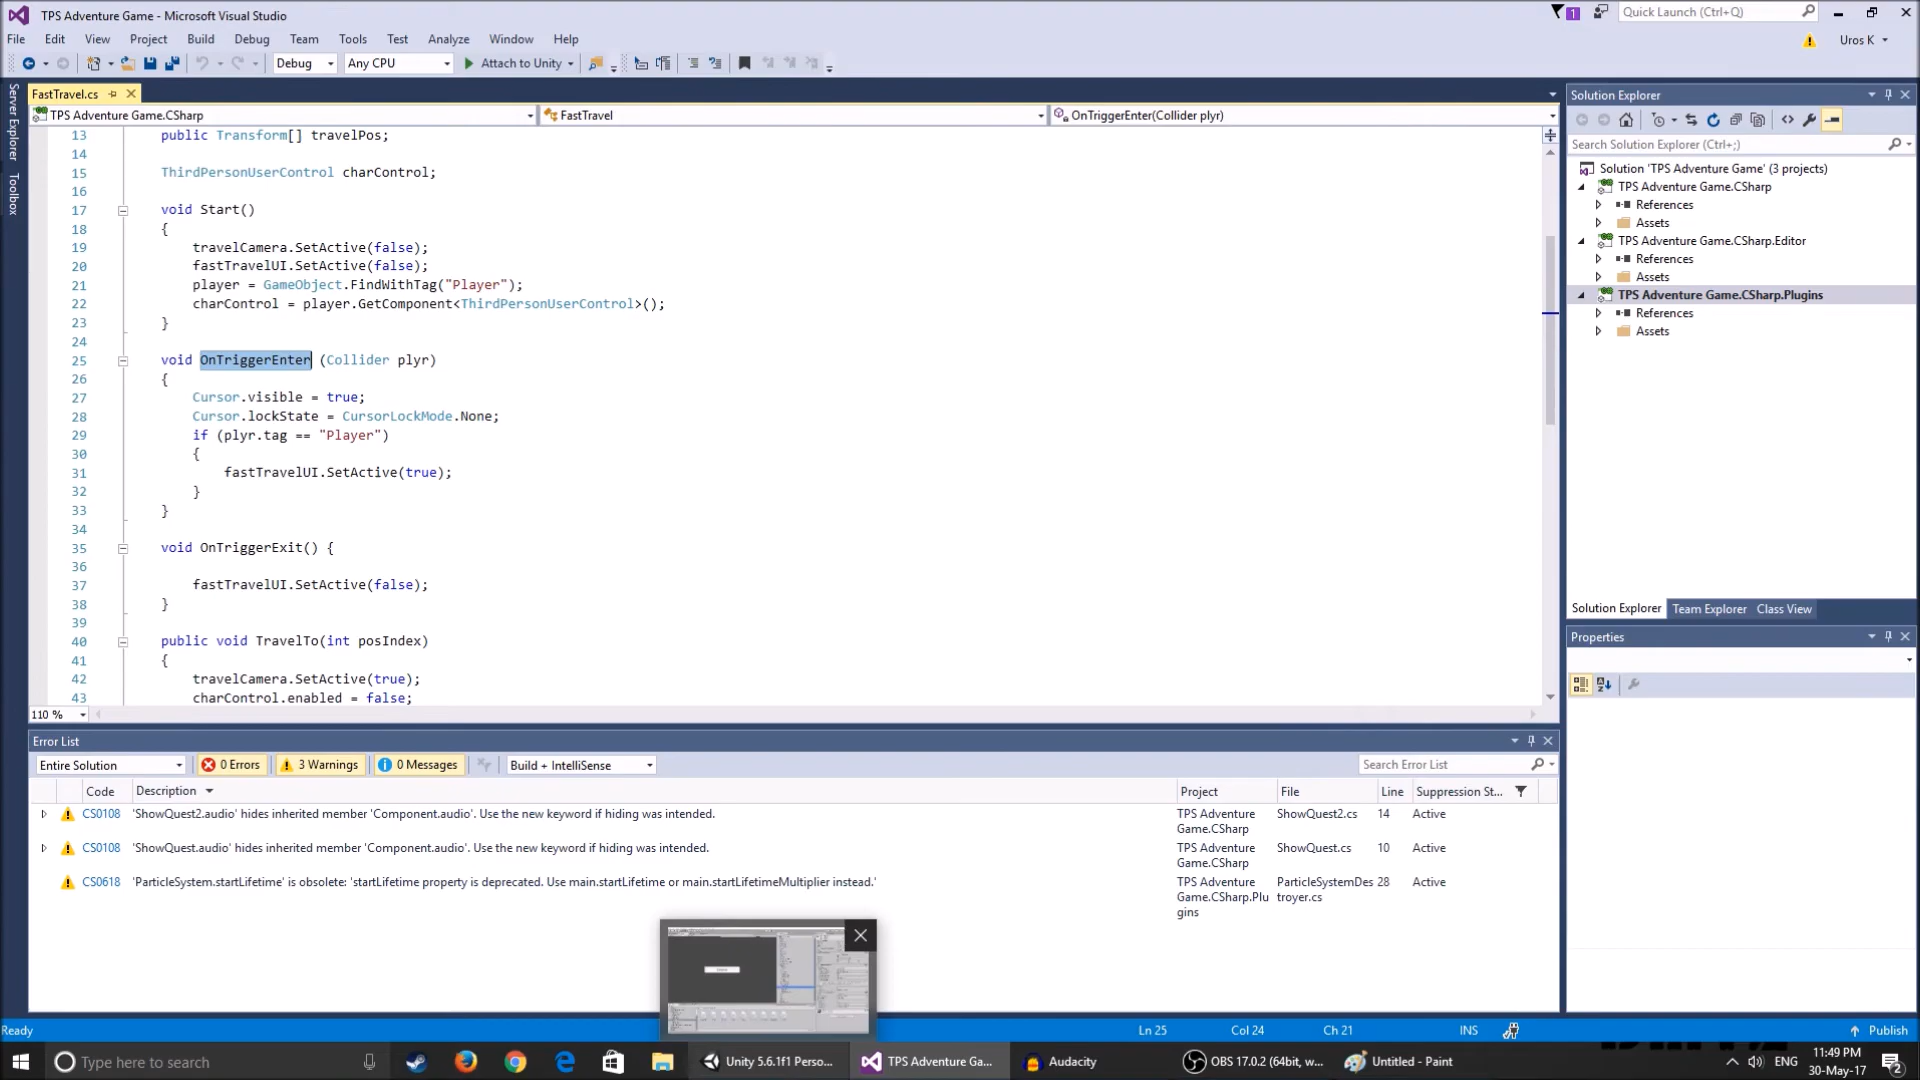 TPS Adventure Game - Microsoft Visual Studio
1
Quick Launch (Ctrl+Q)
File Edit View Project Build Debug Team Tools Test Analyze Window Help
Uros K
Debug Any CPU Attach to Unity
Server Explorer
Toolbox
FastTravel.cs
TPS Adventure Game.CSharp FastTravel OnTriggerEnter(Collider plyr)
13 public Transform[] travelPos;
14
15 ThirdPersonUserControl charControl;
16
17 void Start()
18 {
19 travelCamera.SetActive(false);
20 fastTravelUI.SetActive(false);
21 player = GameObject.FindWithTag("Player");
22 charControl = player.GetComponent<ThirdPersonUserControl>();
23 }
24
25 void OnTriggerEnter (Collider plyr)
26 {
27 Cursor.visible = true;
28 Cursor.lockState = CursorLockMode.None;
29 if (plyr.tag == "Player")
30 {
31 fastTravelUI.SetActive(true);
32 }
33 }
34
35 void OnTriggerExit() {
36
37 fastTravelUI.SetActive(false);
38 }
39
40 public void TravelTo(int posIndex)
41 {
42 travelCamera.SetActive(true);
43 charControl.enabled = false;
110 %
Solution Explorer
Search Solution Explorer (Ctrl+;)
Solution 'TPS Adventure Game' (3 projects)
TPS Adventure Game.CSharp
References
Assets
TPS Adventure Game.CSharp.Editor
References
Assets
TPS Adventure Game.CSharp.Plugins
References
Assets
Solution Explorer Team Explorer Class View
Properties
Error List
Entire Solution 0 Errors 3 Warnings 0 Messages Build + IntelliSense Search Error List
Code Description Project File Line Suppression St...
CS0108 'ShowQuest2.audio' hides inherited member 'Component.audio'. Use the new keyword if hiding was intended. TPS Adventure Game.CSharp ShowQuest2.cs 14 Active
CS0108 'ShowQuest.audio' hides inherited member 'Component.audio'. Use the new keyword if hiding was intended. TPS Adventure Game.CSharp ShowQuest.cs 10 Active
CS0618 'ParticleSystem.startLifetime' is obsolete: 'startLifetime property is deprecated. Use main.startLifetime or main.startLifetimeMultiplier instead.' TPS Adventure Game.CSharp.Plugins ParticleSystemDestroyer.cs 28 Active
Ready Ln 25 Col 24 Ch 21 INS Publish
Type here to search Unity 5.6.1f1 Perso... TPS Adventure Ga... Audacity OBS 17.0.2 (64bit, w... Untitled - Paint ENG 11:49 PM
30-May-17 2